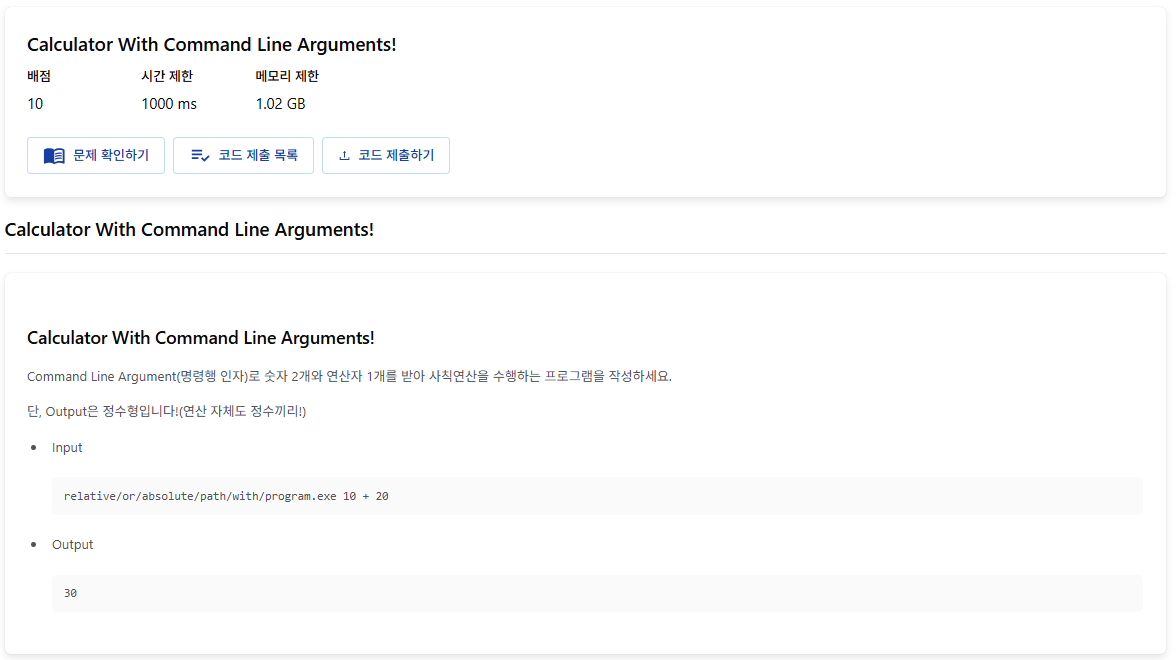 Calculator With Command Line Arguments!
배점 시간 제한 메모리 제한
10 1000 ms 1.02 GB
문제 확인하기 코드 제출 목록 코드 제출하기
Calculator With Command Line Arguments!
Calculator With Command Line Arguments!
Command Line Argument(명령행 인자)로 숫자 2개와 연산자 1개를 받아 사칙연산을 수행하는 프로그램을 작성하세요.
단, Output은 정수형입니다!(연산 자체도 정수끼리!)
Input
relative/or/absolute/path/with/program.exe 10 + 20
Output
30